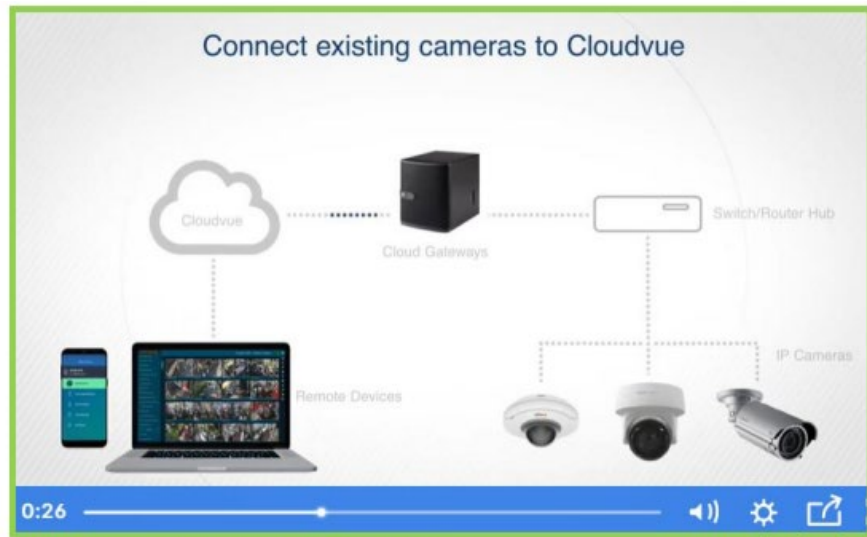 Connect existing cameras to Cloudvue
Cloudvue
Cloud Gateways
Switch/Router Hub
IP Cameras
Remote Devices
0:26